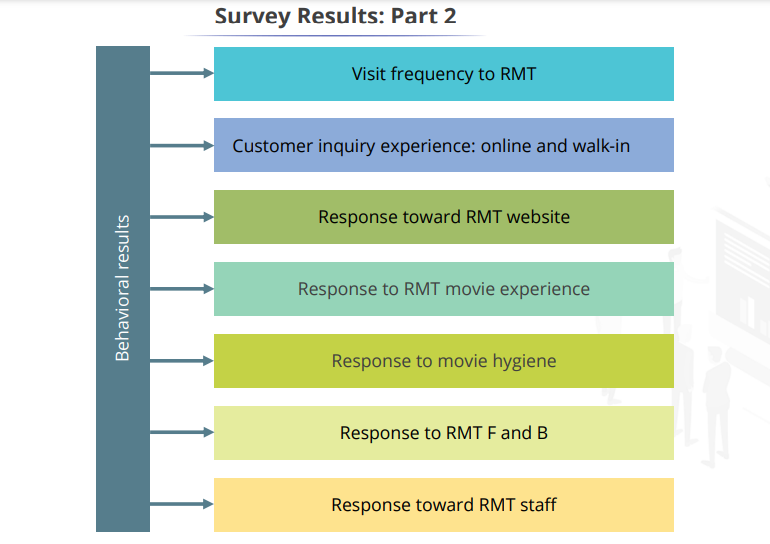 Survey Results: Part 2
Behavioral results
Visit frequency to RMT
Customer inquiry experience: online and walk-in
Response toward RMT website
Response to RMT movie experience
Response to movie hygiene
Response to RMT F and B
Response toward RMT staff